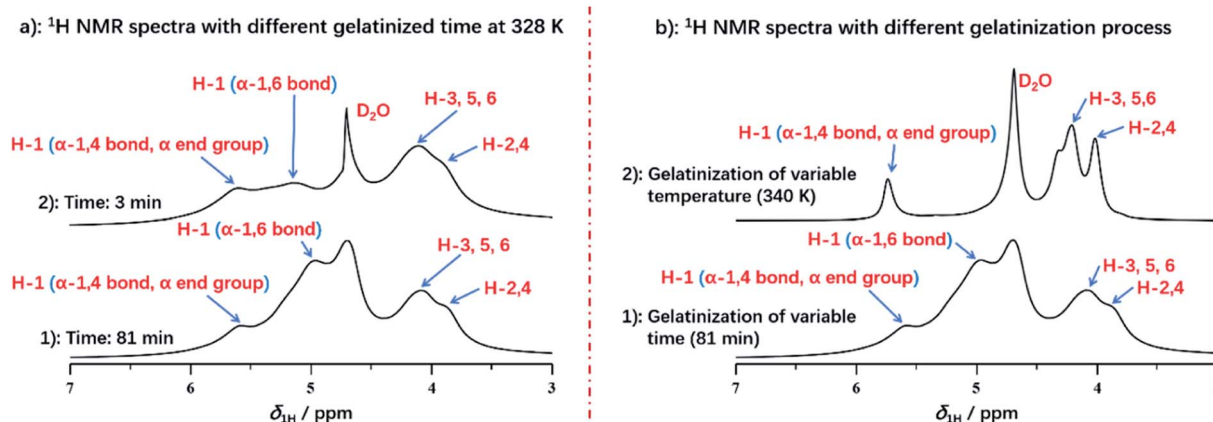 a): ¹H NMR spectra with different gelatinized time at 328 K
H-1 (α-1,6 bond)
D₂O
H-3, 5, 6
H-1 (α-1,4 bond, α end group)
H-2,4
2): Time: 3 min
H-1 (α-1,6 bond)
H-3, 5, 6
H-1 (α-1,4 bond, α end group)
H-2,4
1): Time: 81 min
7 6 5 4 3
δ₁H / ppm
b): ¹H NMR spectra with different gelatinization process
D₂O
H-3, 5,6
H-1 (α-1,4 bond, α end group)
H-2,4
2): Gelatinization of variable
temperature (340 K)
H-1 (α-1,6 bond)
H-3, 5, 6
H-1 (α-1,4 bond, α end group)
H-2,4
1): Gelatinization of variable
time (81 min)
7 6 5 4
δ₁H / ppm